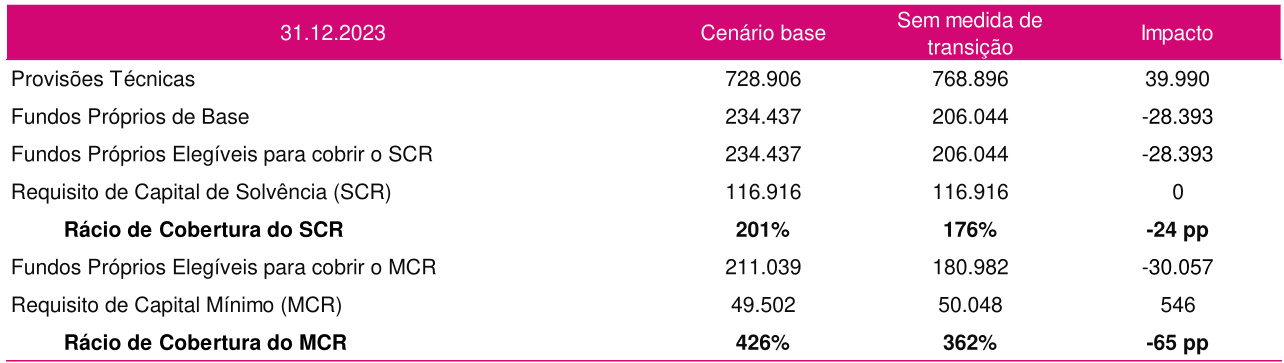 31.12.2023 Cenário base Sem medida de transição Impacto
Provisões Técnicas 728.906 768.896 39.990
Fundos Próprios de Base 234.437 206.044 -28.393
Fundos Próprios Elegíveis para cobrir o SCR 234.437 206.044 -28.393
Requisito de Capital de Solvência (SCR) 116.916 116.916 0
Rácio de Cobertura do SCR 201% 176% -24 pp
Fundos Próprios Elegíveis para cobrir o MCR 211.039 180.982 -30.057
Requisito de Capital Mínimo (MCR) 49.502 50.048 546
Rácio de Cobertura do MCR 426% 362% -65 pp